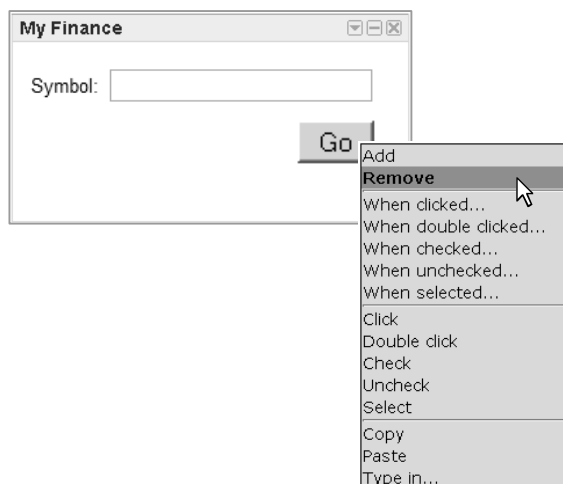 My Finance
Symbol:
Go
Add
Remove
When clicked...
When double clicked...
When checked...
When unchecked...
When selected...
Click
Double click
Check
Uncheck
Select
Copy
Paste
Type in...